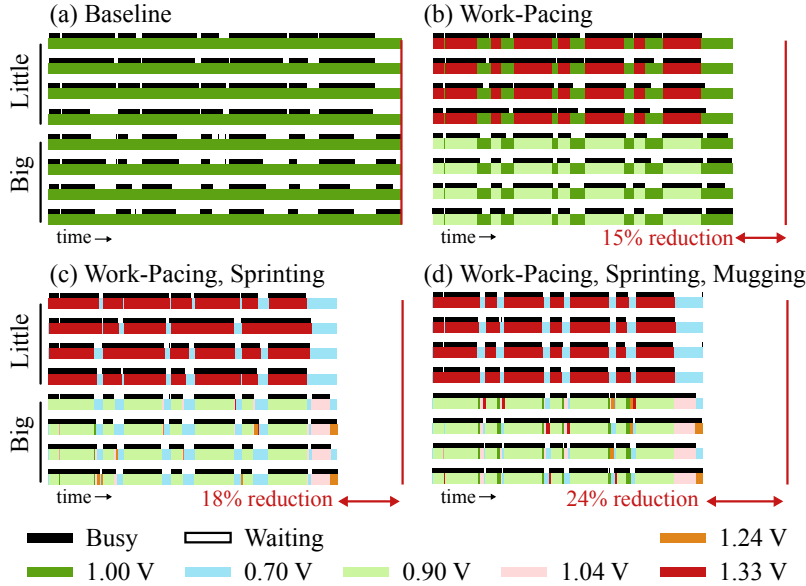 (a) Baseline
(b) Work-Pacing
Little
Big
time →
time →
15% reduction
(c) Work-Pacing, Sprinting
(d) Work-Pacing, Sprinting, Mugging
Little
Big
time →
18% reduction
time →
24% reduction
Busy
Waiting
1.24 V
1.00 V
0.70 V
0.90 V
1.04 V
1.33 V